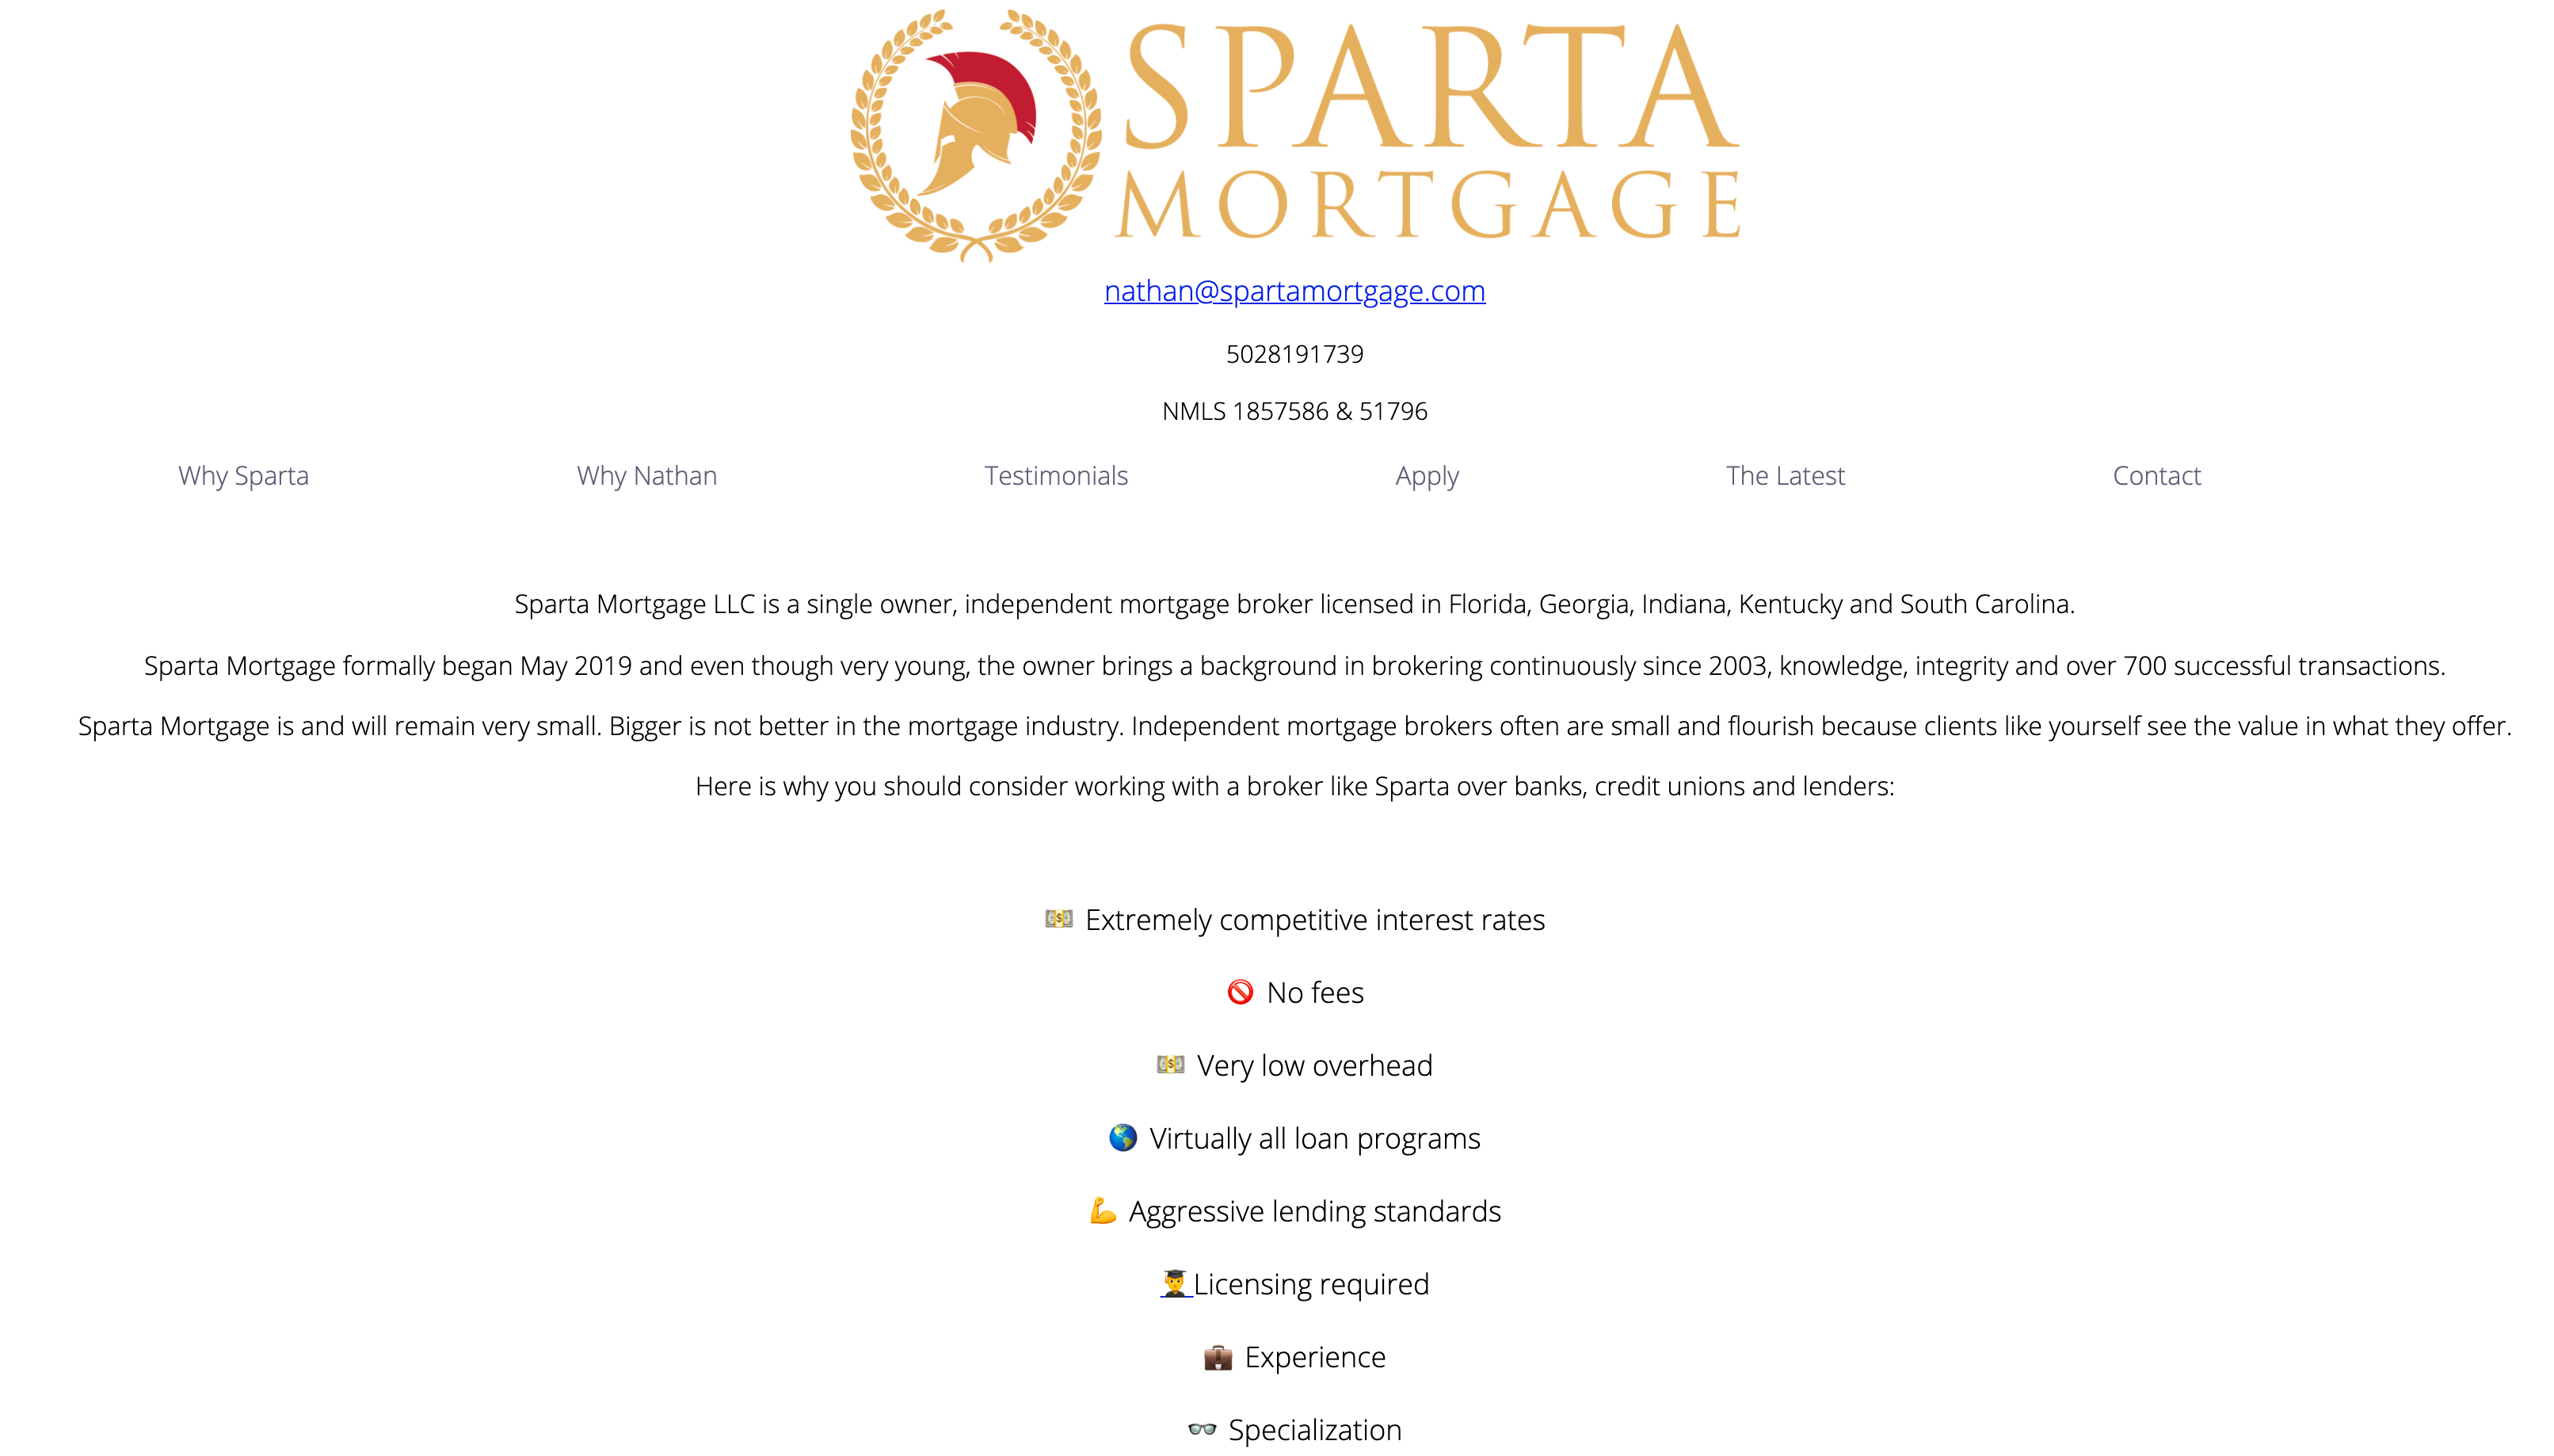 SPARTA
MORTGAGE
nathan@spartamortgage.com
5028191739
NMLS 1857586 & 51796
Why Sparta Why Nathan Testimonials Apply The Latest Contact
Sparta Mortgage LLC is a single owner, independent mortgage broker licensed in Florida, Georgia, Indiana, Kentucky and South Carolina.
Sparta Mortgage formally began May 2019 and even though very young, the owner brings a background in brokering continuously since 2003, knowledge, integrity and over 700 successful transactions.
Sparta Mortgage is and will remain very small. Bigger is not better in the mortgage industry. Independent mortgage brokers often are small and flourish because clients like yourself see the value in what they offer.
Here is why you should consider working with a broker like Sparta over banks, credit unions and lenders:
💵 Extremely competitive interest rates
🚫 No fees
💵 Very low overhead
🌎 Virtually all loan programs
💪 Aggressive lending standards
👨‍🎓Licensing required
💼 Experience
👓 Specialization